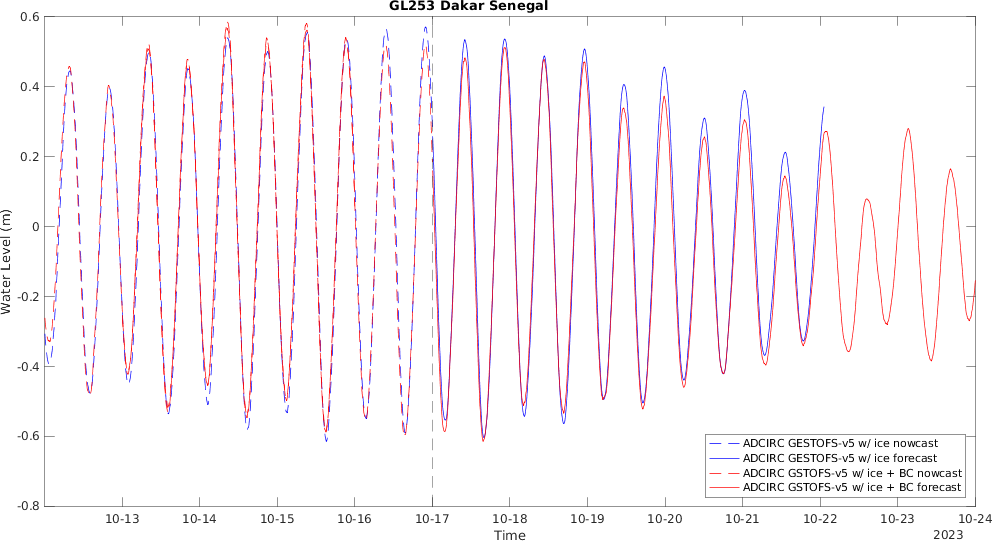 GL253 Dakar Senegal
0.6
0.4
0.2
0
-0.2
-0.4
-0.6
-0.8
Water Level (m)
ADCIRC GESTOFS-v5 w/ ice nowcast
ADCIRC GESTOFS-v5 w/ ice forecast
ADCIRC GSTOFS-v5 w/ ice + BC nowcast
ADCIRC GSTOFS-v5 w/ ice + BC forecast
10-13 10-14 10-15 10-16 10-17 10-18 10-19 10-20 10-21 10-22 10-23 10-24
Time
2023